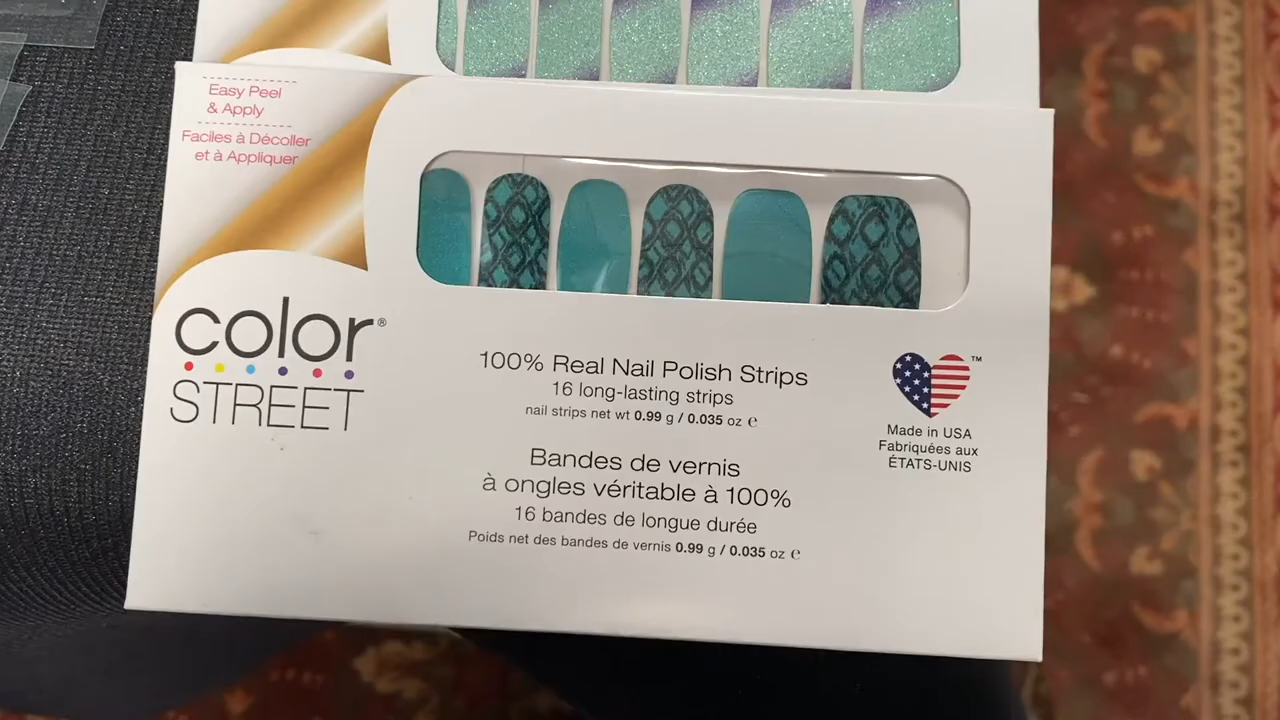 Easy Peel
& Apply
Faciles à Décoller
et à Appliquer
color®
STREET
100% Real Nail Polish Strips
16 long-lasting strips
nail strips net wt 0.99 g / 0.035 oz ℮
Bandes de vernis
à ongles véritable à 100%
16 bandes de longue durée
Poids net des bandes de vernis 0.99 g / 0.035 oz ℮
™
Made in USA
Fabriquées aux
ÉTATS-UNIS